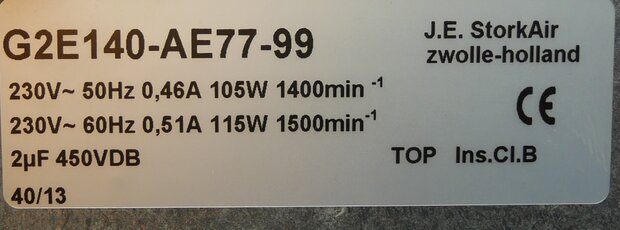 G2E140-AE77-99
J.E. StorkAir
zwolle-holland
230V~ 50Hz 0,46A 105W 1400min⁻¹
230V~ 60Hz 0,51A 115W 1500min⁻¹
CE
2µF 450VDB
TOP Ins.Cl.B
40/13